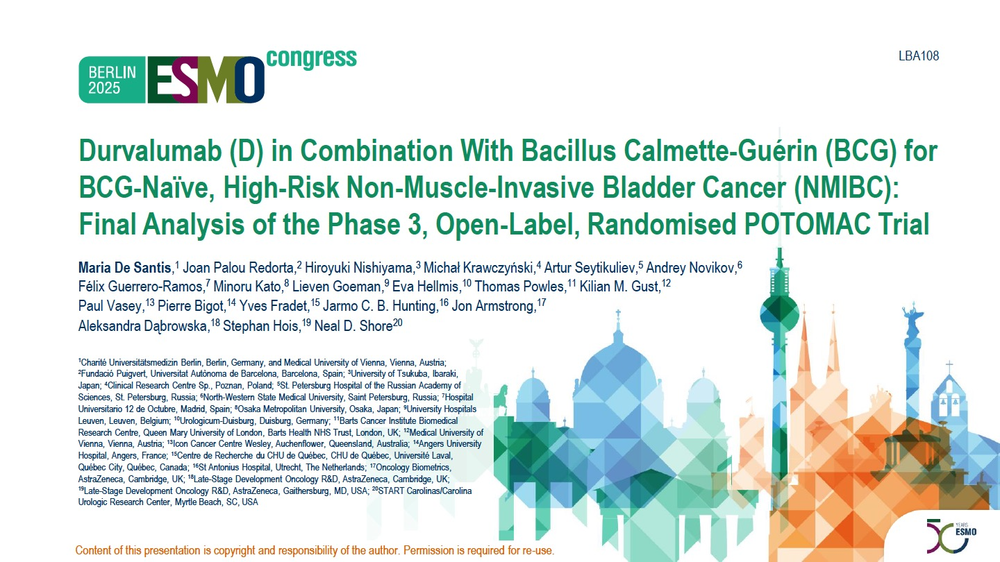 BERLIN
2025
ESMO
congress
LBA108
Durvalumab (D) in Combination With Bacillus Calmette-Guérin (BCG) for
BCG-Naïve, High-Risk Non-Muscle-Invasive Bladder Cancer (NMIBC):
Final Analysis of the Phase 3, Open-Label, Randomised POTOMAC Trial
Maria De Santis,¹ Joan Palou Redorta,² Hiroyuki Nishiyama,³ Michał Krawczyński,⁴ Artur Seytikuliev,⁵ Andrey Novikov,⁶
Félix Guerrero-Ramos,⁷ Minoru Kato,⁸ Lieven Goeman,⁹ Eva Hellmis,¹⁰ Thomas Powles,¹¹ Kilian M. Gust,¹²
Paul Vasey,¹³ Pierre Bigot,¹⁴ Yves Fradet,¹⁵ Jarmo C. B. Hunting,¹⁶ Jon Armstrong,¹⁷
Aleksandra Dąbrowska,¹⁸ Stephan Hois,¹⁹ Neal D. Shore²⁰
¹Charité Universitätsmedizin Berlin, Berlin, Germany, and Medical University of Vienna, Vienna, Austria;
²Fundació Puigvert, Universitat Autònoma de Barcelona, Barcelona, Spain; ³University of Tsukuba, Ibaraki,
Japan; ⁴Clinical Research Centre Sp., Poznan, Poland; ⁵St. Petersburg Hospital of the Russian Academy of
Sciences, St. Petersburg, Russia; ⁶North-Western State Medical University, Saint Petersburg, Russia; ⁷Hospital
Universitario 12 de Octubre, Madrid, Spain; ⁸Osaka Metropolitan University, Osaka, Japan; ⁹University Hospitals
Leuven, Leuven, Belgium; ¹⁰Urologicum-Duisburg, Duisburg, Germany; ¹¹Barts Cancer Institute Biomedical
Research Centre, Queen Mary University of London, Barts Health NHS Trust, London, UK; ¹²Medical University of
Vienna, Vienna, Austria; ¹³Icon Cancer Centre Wesley, Auchenflower, Queensland, Australia; ¹⁴Angers University
Hospital, Angers, France; ¹⁵Centre de Recherche du CHU de Québec, CHU de Québec, Université Laval,
Québec City, Québec, Canada; ¹⁶St Antonius Hospital, Utrecht, The Netherlands; ¹⁷Oncology Biometrics,
AstraZeneca, Cambridge, UK; ¹⁸Late-Stage Development Oncology R&D, AstraZeneca, Cambridge, UK;
¹⁹Late-Stage Development Oncology R&D, AstraZeneca, Gaithersburg, MD, USA; ²⁰START Carolinas/Carolina
Urologic Research Center, Myrtle Beach, SC, USA
Content of this presentation is copyright and responsibility of the author. Permission is required for re-use.
50 YEARS
ESMO